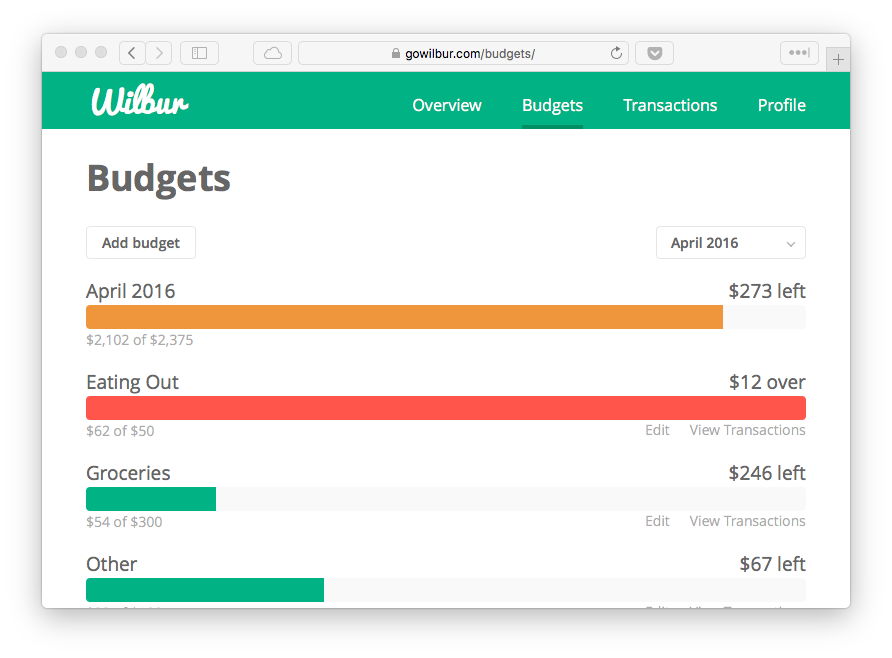 gowilbur.com/budgets/
Wilbur
Overview Budgets Transactions Profile
Budgets
Add budget April 2016
April 2016 $273 left
$2,102 of $2,375
Eating Out $12 over
$62 of $50 Edit View Transactions
Groceries $246 left
$54 of $300 Edit View Transactions
Other $67 left